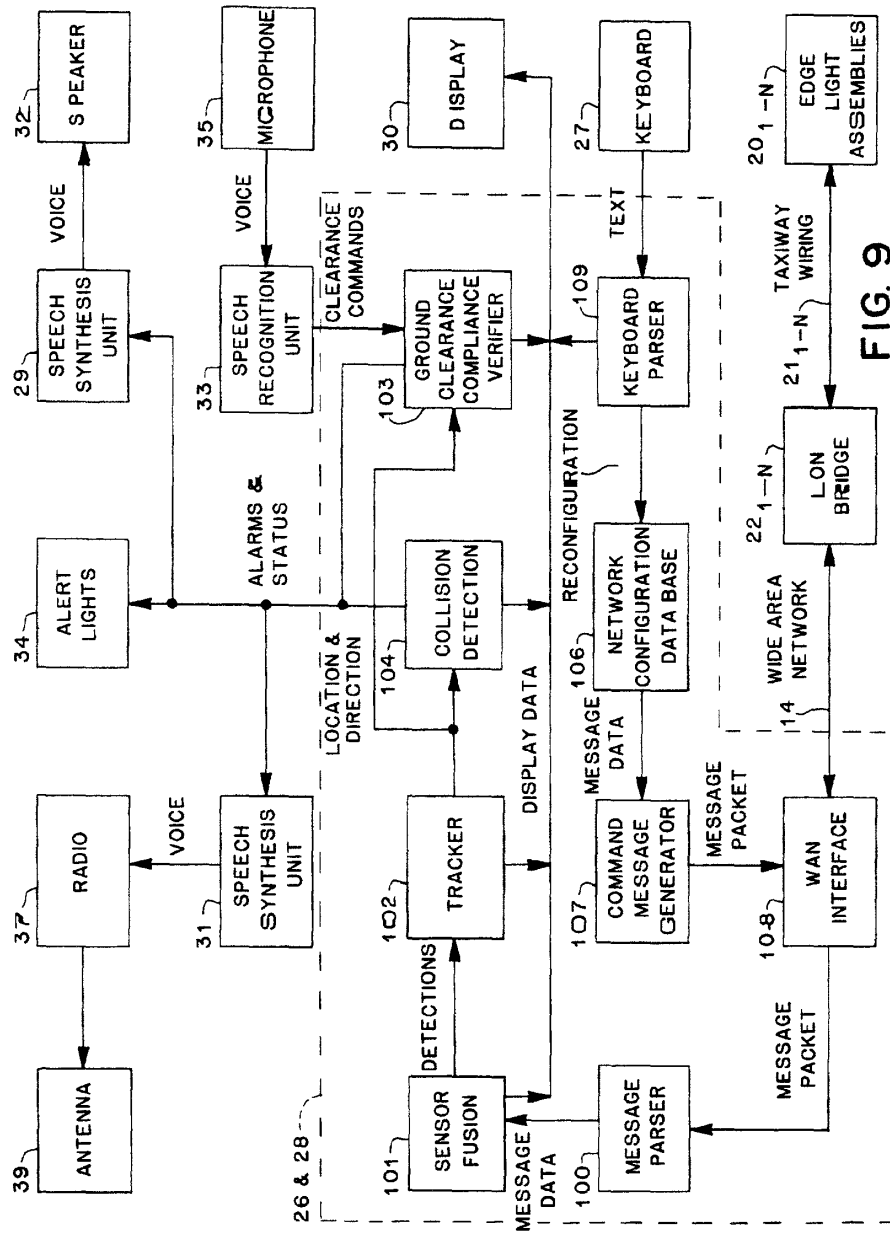 39
ANTENNA
37
RADIO
VOICE
31
SPEECH
SYNTHESIS
UNIT
34
ALERT
LIGHTS
ALARMS &
STATUS
29
SPEECH
SYNTHESIS
UNIT
VOICE
32
SPEAKER
33
SPEECH
RECOGNITION
UNIT
VOICE
35
MICROPHONE
CLEARANCE
COMMANDS
26 & 28
101
SENSOR
FUSION
DETECTIONS
102
TRACKER
LOCATION &
DIRECTION
104
COLLISION
DETECTION
103
GROUND
CLEARANCE
COMPLIANCE
VERIFIER
30
DISPLAY
DISPLAY DATA
MESSAGE
DATA
100
MESSAGE
PARSER
107
COMMAND
MESSAGE
GENERATOR
MESSAGE
DATA
106
NETWORK
CONFIGURATION
DATA BASE
RECONFIGURATION
109
KEYBOARD
PARSER
TEXT
27
KEYBOARD
MESSAGE
PACKET
MESSAGE PACKET
108
WAN
INTERFACE
14
WIDE AREA
NETWORK
22 1-N
LON
BRIDGE
21 1-N
TAXIWAY
WIRING
20 1-N
EDGE
LIGHT
ASSEMBLIES
FIG. 9